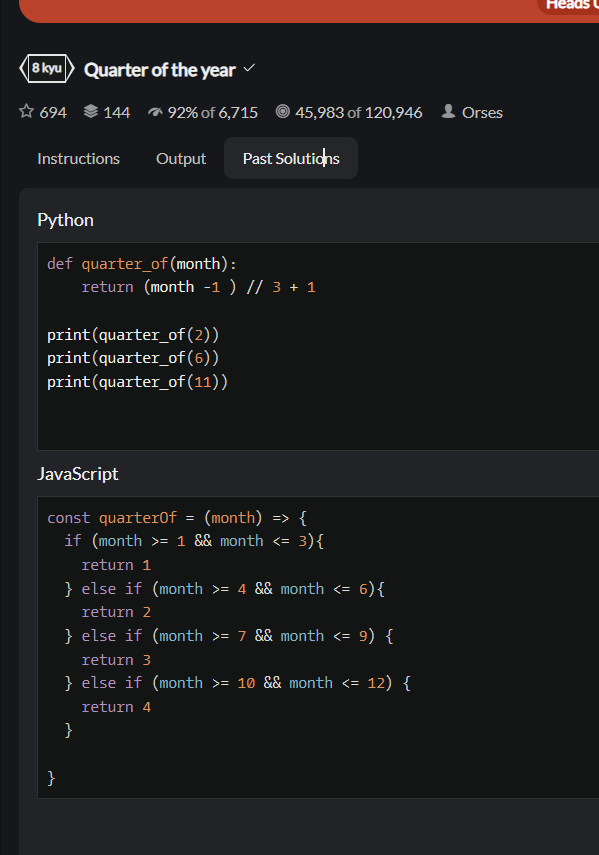 Heads
8 kyu Quarter of the year
694 144 92% of 6,715 45,983 of 120,946 Orses
Instructions Output Past Solutions
Python
def quarter_of(month):
    return (month -1 ) // 3 + 1
print(quarter_of(2))
print(quarter_of(6))
print(quarter_of(11))
JavaScript
const quarterOf = (month) => {
  if (month >= 1 && month <= 3){
    return 1
  } else if (month >= 4 && month <= 6){
    return 2
  } else if (month >= 7 && month <= 9) {
    return 3
  } else if (month >= 10 && month <= 12) {
    return 4
  }
}